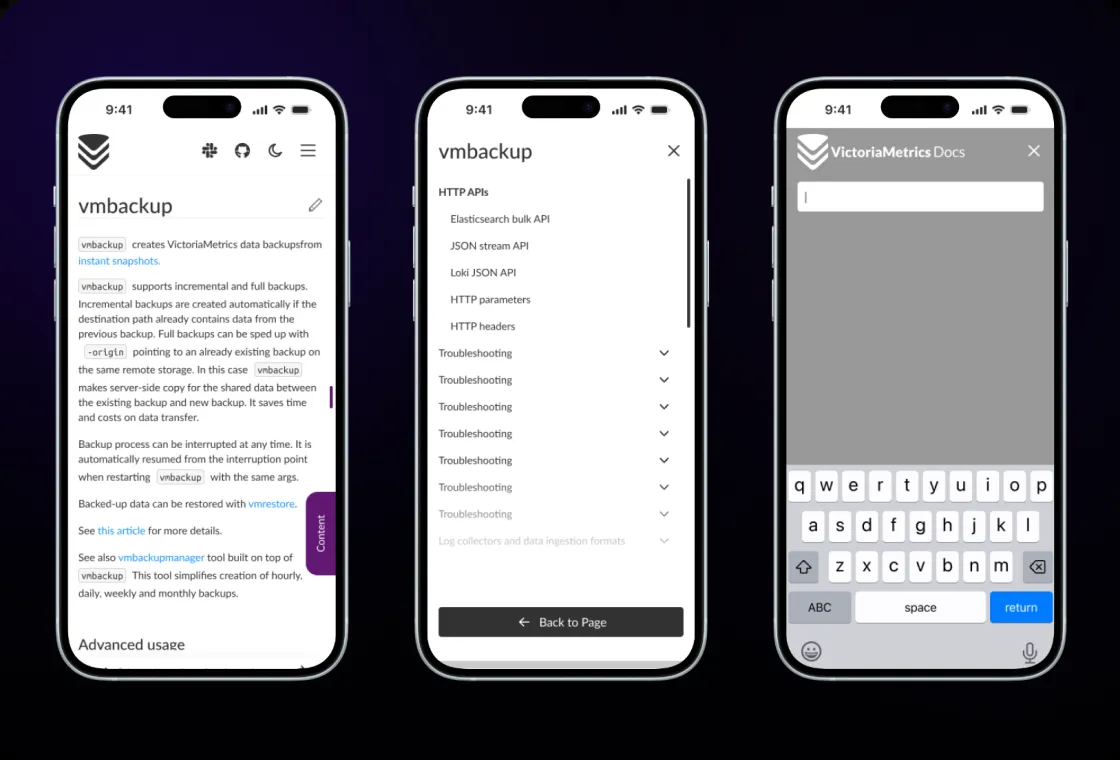 9:41
vmbackup
vmbackup creates VictoriaMetrics data backupsfrom
instant snapshots.
vmbackup supports incremental and full backups.
Incremental backups are created automatically if the
destination path already contains data from the
previous backup. Full backups can be sped up with
-origin pointing to an already existing backup on
the same remote storage. In this case vmbackup
makes server-side copy for the shared data between
the existing backup and new backup. It saves time
and costs on data transfer.
Backup process can be interrupted at any time. It is
automatically resumed from the interruption point
when restarting vmbackup with the same args.
Backed-up data can be restored with vmrestore.
See this article for more details.
See also vmbackupmanager tool built on top of
vmbackup This tool simplifies creation of hourly,
daily, weekly and monthly backups.
Content
Advanced usage
9:41
vmbackup
HTTP APIs
Elasticsearch bulk API
JSON stream API
Loki JSON API
HTTP parameters
HTTP headers
Troubleshooting
Troubleshooting
Troubleshooting
Troubleshooting
Troubleshooting
Troubleshooting
Troubleshooting
Log collectors and data ingestion formats
Back to Page
9:41
VictoriaMetrics Docs
q w e r t y u i o p
a s d f g h j k l
z x c v b n m
ABC space return